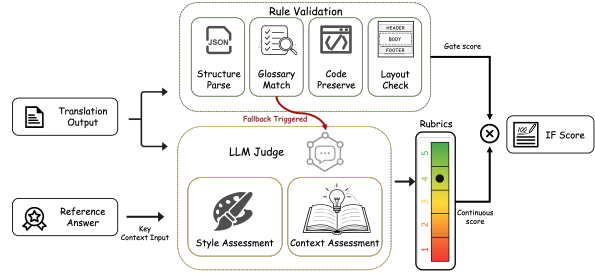 Rule Validation
JSON
Structure
Parse
Glossary
Match
Code
Preserve
HEADER
BODY
FOOTER
Layout
Check
Gate score
Translation
Output
Fallback Triggered
LLM Judge
Rubrics
5
4
3
2
1
100
IF Score
Reference
Answer
Key
Context Input
Style Assessment
Context Assessment
Continuous
score